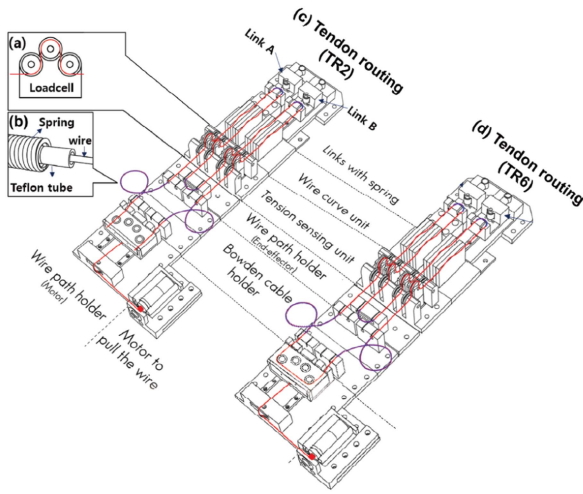 (a)
Loadcell
(b)
Spring
wire
Teflon tube
(c) Tendon routing
(TR2)
Link A
Link B
(d) Tendon routing
(TR6)
Links with spring
Wire curve unit
Tension sensing unit
Wire path holder
(End-effector)
Bowden cable
holder
Wire path holder
(Motor)
Motor to
pull the wire